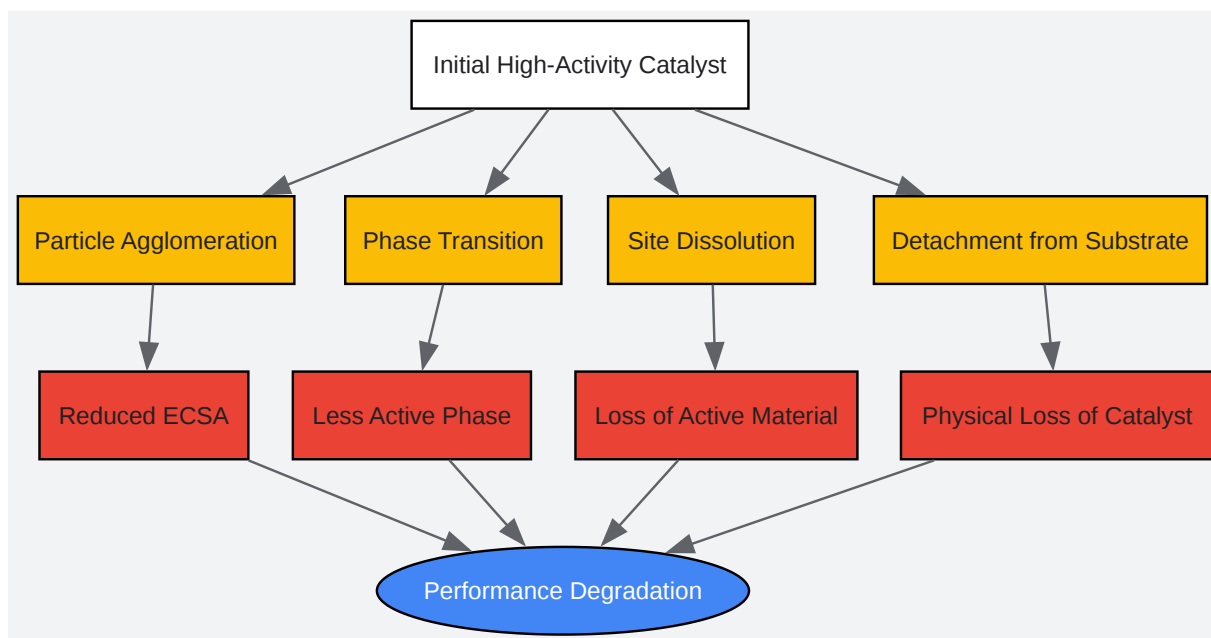 Initial High-Activity Catalyst
Particle Agglomeration
Phase Transition
Site Dissolution
Detachment from Substrate
Reduced ECSA
Less Active Phase
Loss of Active Material
Physical Loss of Catalyst
Performance Degradation